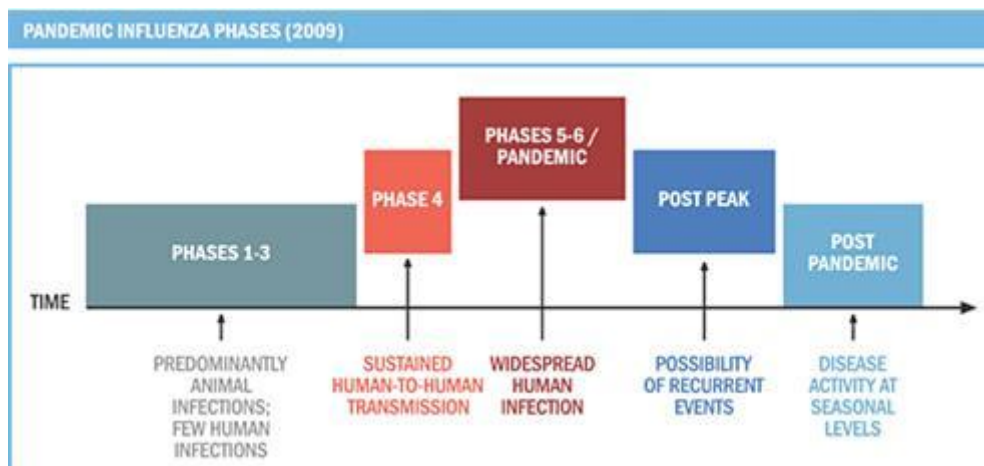 PANDEMIC INFLUENZA PHASES (2009)
PHASES 1-3
PHASE 4
PHASES 5-6 /
PANDEMIC
POST PEAK
POST
PANDEMIC
TIME
PREDOMINANTLY
ANIMAL
INFECTIONS;
FEW HUMAN
INFECTIONS
SUSTAINED
HUMAN-TO-HUMAN
TRANSMISSION
WIDESPREAD
HUMAN
INFECTION
POSSIBILITY
OF RECURRENT
EVENTS
DISEASE
ACTIVITY AT
SEASONAL
LEVELS